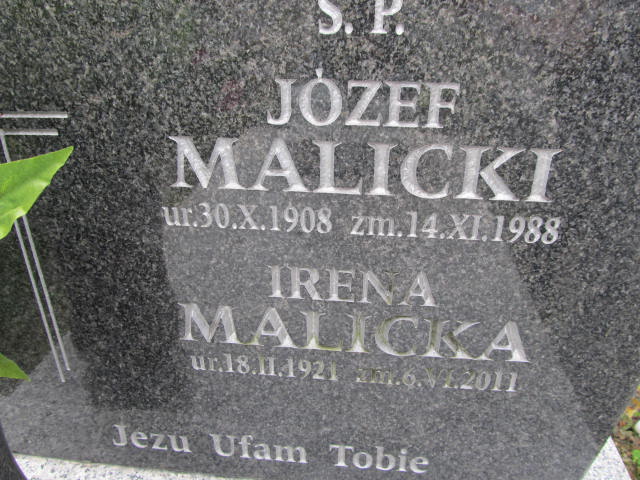 Ś. P.
JÓZEF
MALICKI
ur.30.X.1908 zm.14.XI.1988
IRENA
MALICKA
ur.18.II.1921 zm.6.VI.2011
Jezu Ufam Tobie